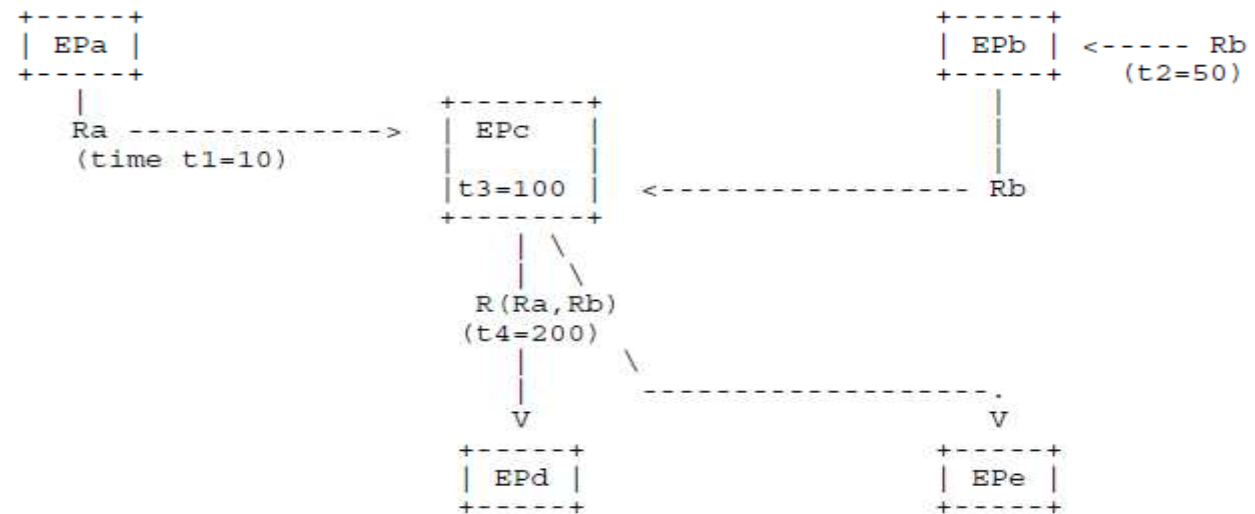 EPa
EPb <----- Rb
(t2=50)
Ra --------------> EPc
(time t1=10)
t3=100 <------------------ Rb
R(Ra,Rb)
(t4=200)
V V
EPd EPe